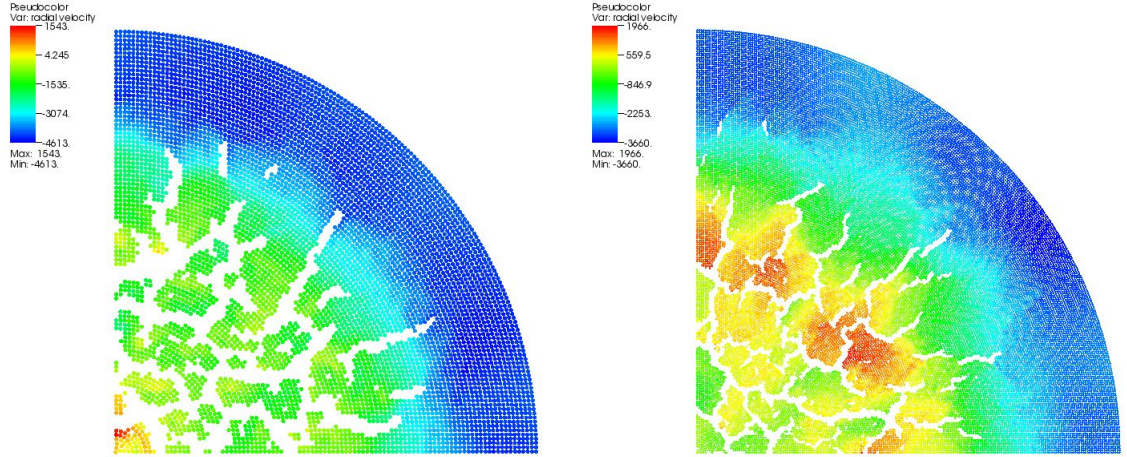 Pseudocolor
Var: radial velocity
1543.
4.245
-1535.
-3074.
-4613.
Max: 1543.
Min: -4613.
Pseudocolor
Var: radial velocity
1966.
559.5
-846.9
-2253.
-3660.
Max: 1966.
Min: -3660.